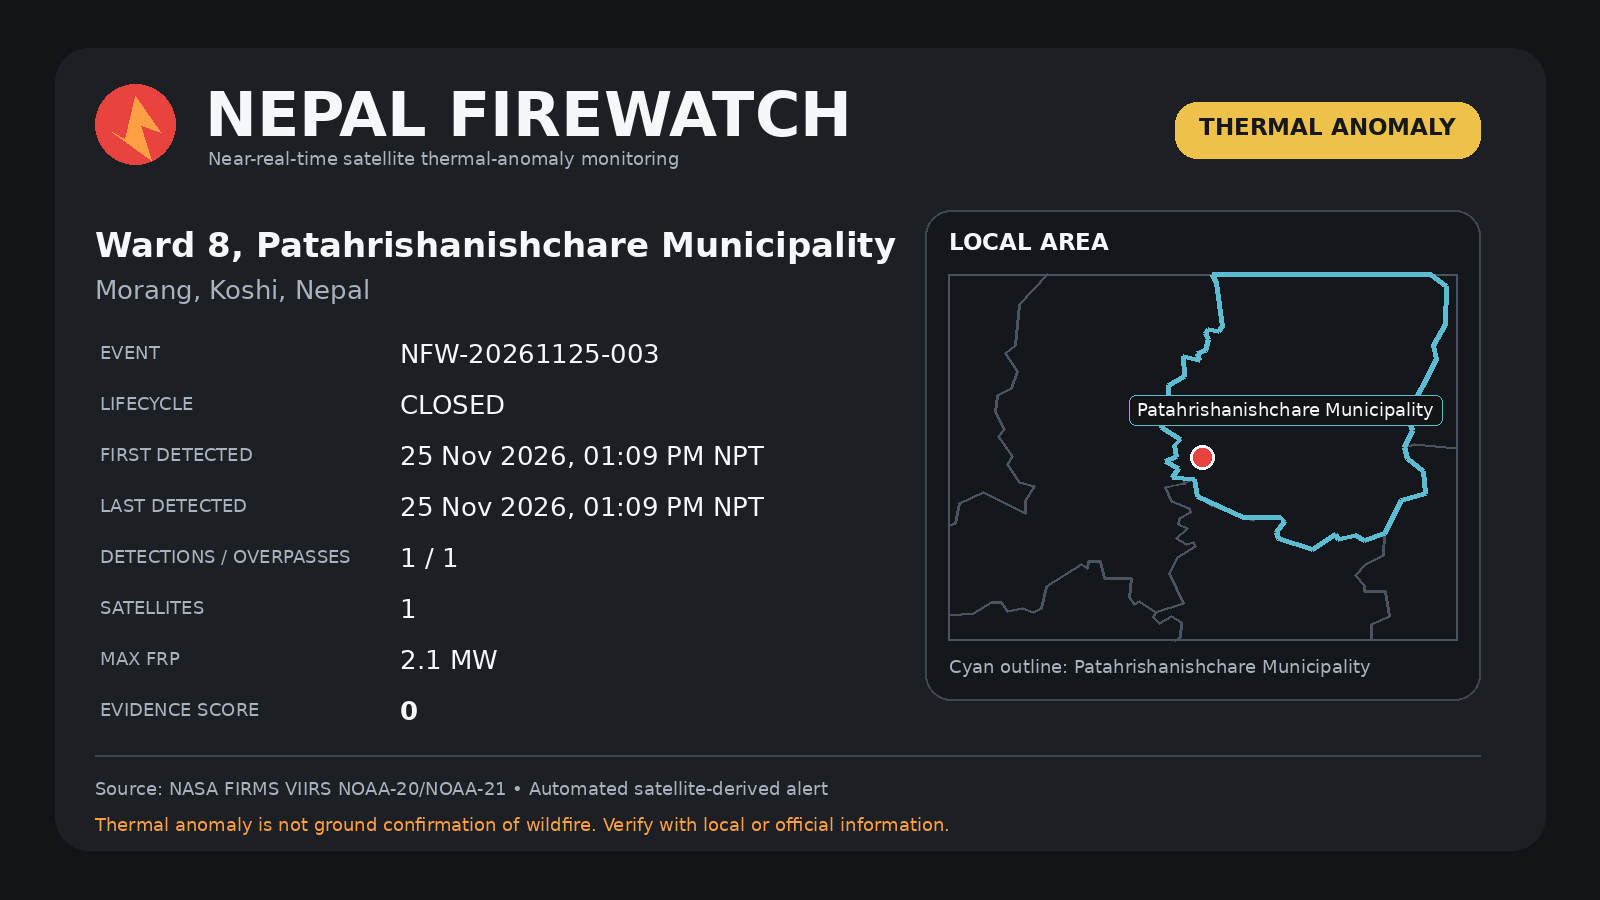 NEPAL FIREWATCH
Near-real-time satellite thermal-anomaly monitoring
THERMAL ANOMALY
Ward 8, Patahrishanishchare Municipality
Morang, Koshi, Nepal
EVENT NFW-20261125-003
LIFECYCLE CLOSED
FIRST DETECTED 25 Nov 2026, 01:09 PM NPT
LAST DETECTED 25 Nov 2026, 01:09 PM NPT
DETECTIONS / OVERPASSES 1 / 1
SATELLITES 1
MAX FRP 2.1 MW
EVIDENCE SCORE 0
LOCAL AREA
Patahrishanishchare Municipality
Cyan outline: Patahrishanishchare Municipality
Source: NASA FIRMS VIIRS NOAA-20/NOAA-21 • Automated satellite-derived alert
Thermal anomaly is not ground confirmation of wildfire. Verify with local or official information.